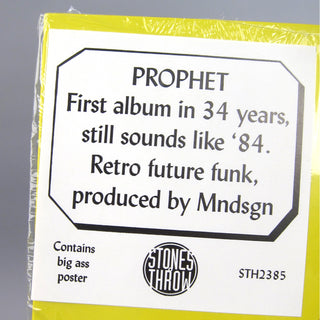 PROPHET
First album in 34 years,
still sounds like ‘84.
Retro future funk,
produced by Mndsgn
Contains
big ass
poster
STONES
THROW
STH2385